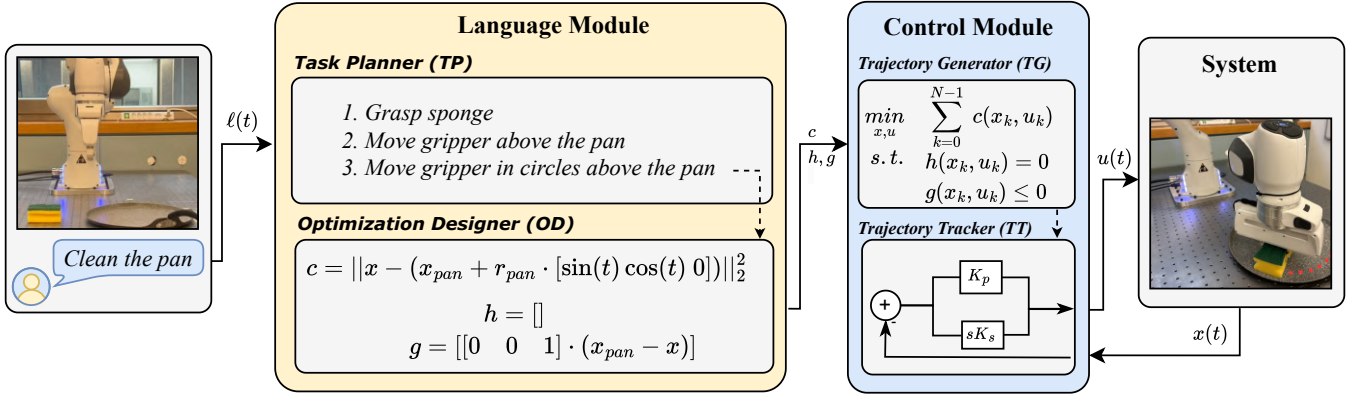 Clean the pan
ℓ(t)
Language Module
Task Planner (TP)
1. Grasp sponge
2. Move gripper above the pan
3. Move gripper in circles above the pan
Optimization Designer (OD)
c = ||x − (x_pan + r_pan · [sin(t) cos(t) 0])||₂²
h = []
g = [[0 0 1] · (x_pan − x)]
c
h, g
Control Module
Trajectory Generator (TG)
min_{x,u} ∑_{k=0}^{N−1} c(x_k, u_k)
s.t. h(x_k, u_k) = 0
g(x_k, u_k) ≤ 0
Trajectory Tracker (TT)
K_p
+
-
sK_s
u(t)
System
x(t)